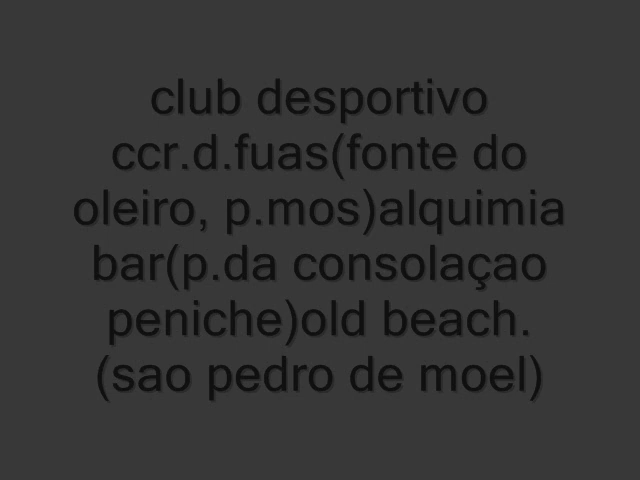 club desportivo
ccr.d.fuas(fonte do
oleiro, p.mos)alquimia
bar(p.da consolaçao
peniche)old beach.
(sao pedro de moel)